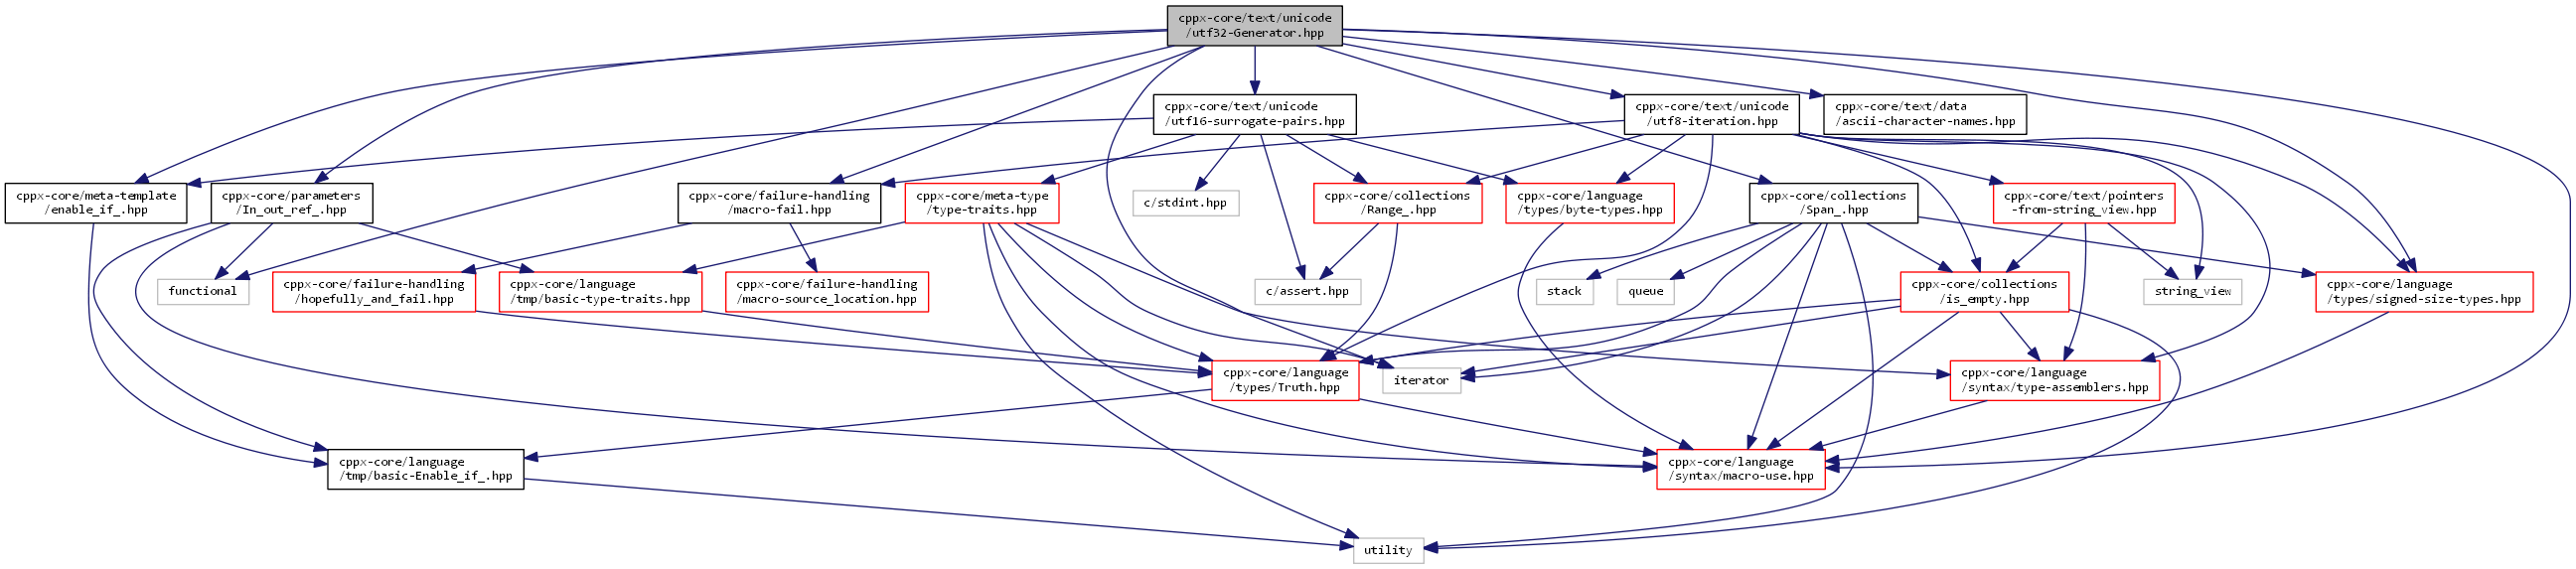 cppx-core/text/unicode
/utf32-Generator.hpp
cppx-core/text/unicode
/utf16-surrogate-pairs.hpp
cppx-core/text/unicode
/utf8-iteration.hpp
cppx-core/text/data
/ascii-character-names.hpp
cppx-core/meta-template
/enable_if_.hpp
cppx-core/parameters
/In_out_ref_.hpp
cppx-core/failure-handling
/macro-fail.hpp
cppx-core/meta-type
/type-traits.hpp
c/stdint.hpp
cppx-core/collections
/Range_.hpp
cppx-core/language
/types/byte-types.hpp
cppx-core/collections
/Span_.hpp
cppx-core/text/pointers
-from-string_view.hpp
functional
cppx-core/failure-handling
/hopefully_and_fail.hpp
cppx-core/language
/tmp/basic-type-traits.hpp
cppx-core/failure-handling
/macro-source_location.hpp
c/assert.hpp
stack
queue
cppx-core/collections
/is_empty.hpp
string_view
cppx-core/language
/types/signed-size-types.hpp
cppx-core/language
/types/Truth.hpp
iterator
cppx-core/language
/syntax/type-assemblers.hpp
cppx-core/language
/tmp/basic-Enable_if_.hpp
cppx-core/language
/syntax/macro-use.hpp
utility